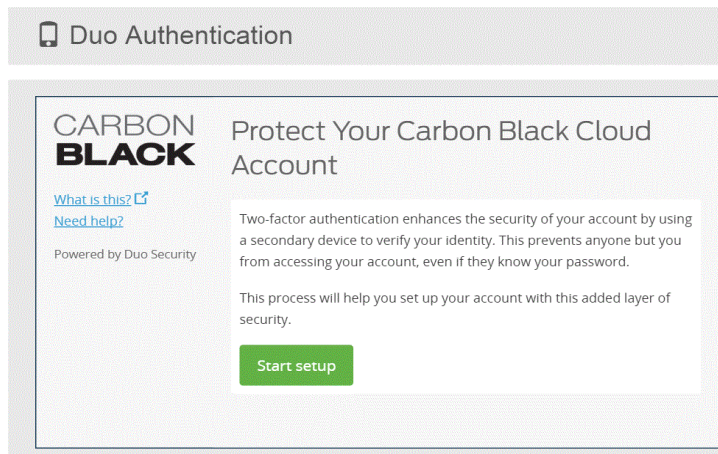 Duo Authentication
CARBON
BLACK
What is this?
Need help?
Powered by Duo Security
Protect Your Carbon Black Cloud
Account
Two-factor authentication enhances the security of your account by using
a secondary device to verify your identity. This prevents anyone but you
from accessing your account, even if they know your password.
This process will help you set up your account with this added layer of
security.
Start setup